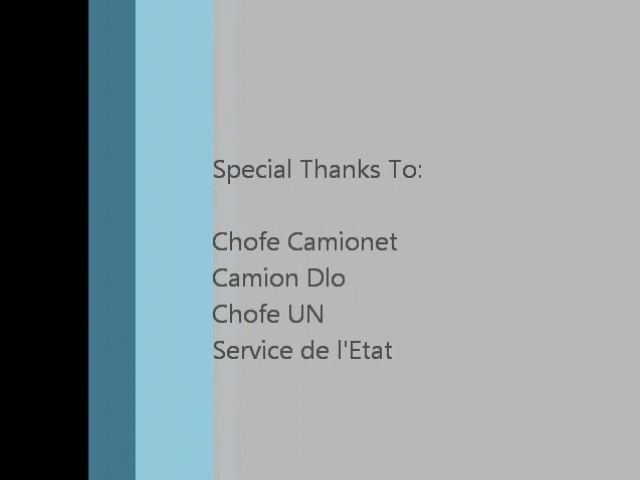 Special Thanks To:
Chofe Camionet
Camion Dlo
Chofe UN
Service de l'Etat